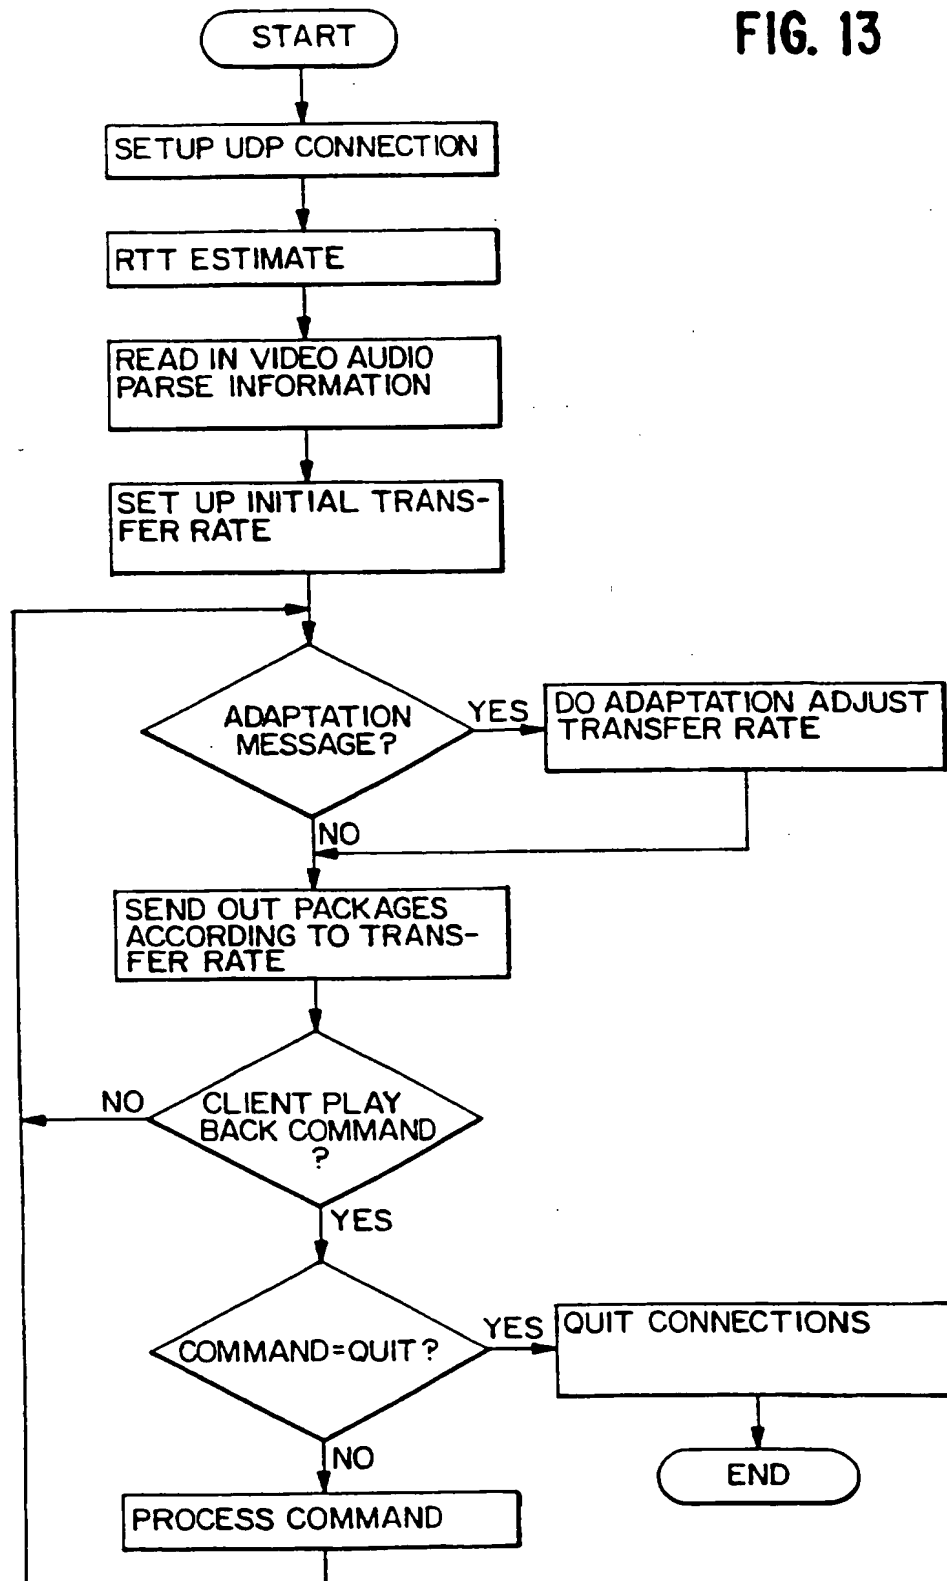 FIG. 13
START
SETUP UDP CONNECTION
RTT ESTIMATE
READ IN VIDEO AUDIO
PARSE INFORMATION
SET UP INITIAL TRANS-
FER RATE
ADAPTATION
MESSAGE?
YES
DO ADAPTATION ADJUST
TRANSFER RATE
NO
SEND OUT PACKAGES
ACCORDING TO TRANS-
FER RATE
NO
CLIENT PLAY
BACK COMMAND
?
YES
COMMAND=QUIT?
YES
QUIT CONNECTIONS
NO
END
PROCESS COMMAND